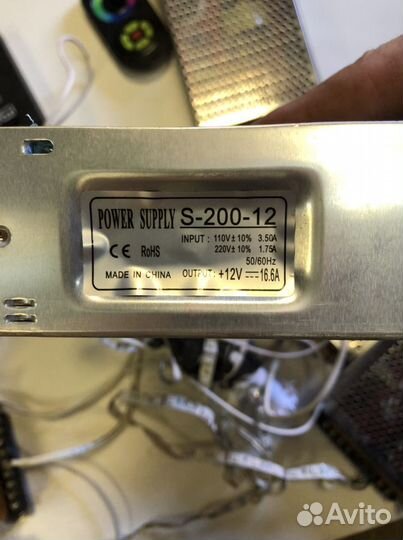 POWER SUPPLY S-200-12
INPUT: 110V±10% 3.50A
220V±10% 1.75A
50/60Hz
CE RoHS
MADE IN CHINA OUTPUT: +12V⎓16.6A
Avito